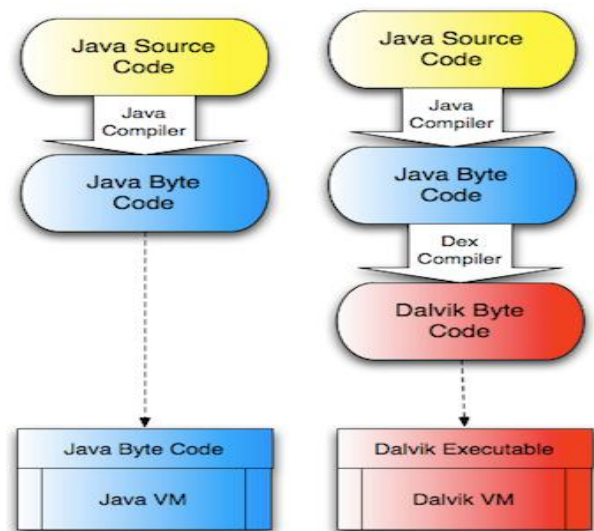 Java Source
Code
Java
Compiler
Java Byte
Code
Java Byte Code
Java VM
Java Source
Code
Java
Compiler
Java Byte
Code
Dex
Compiler
Dalvik Byte
Code
Dalvik Executable
Dalvik VM